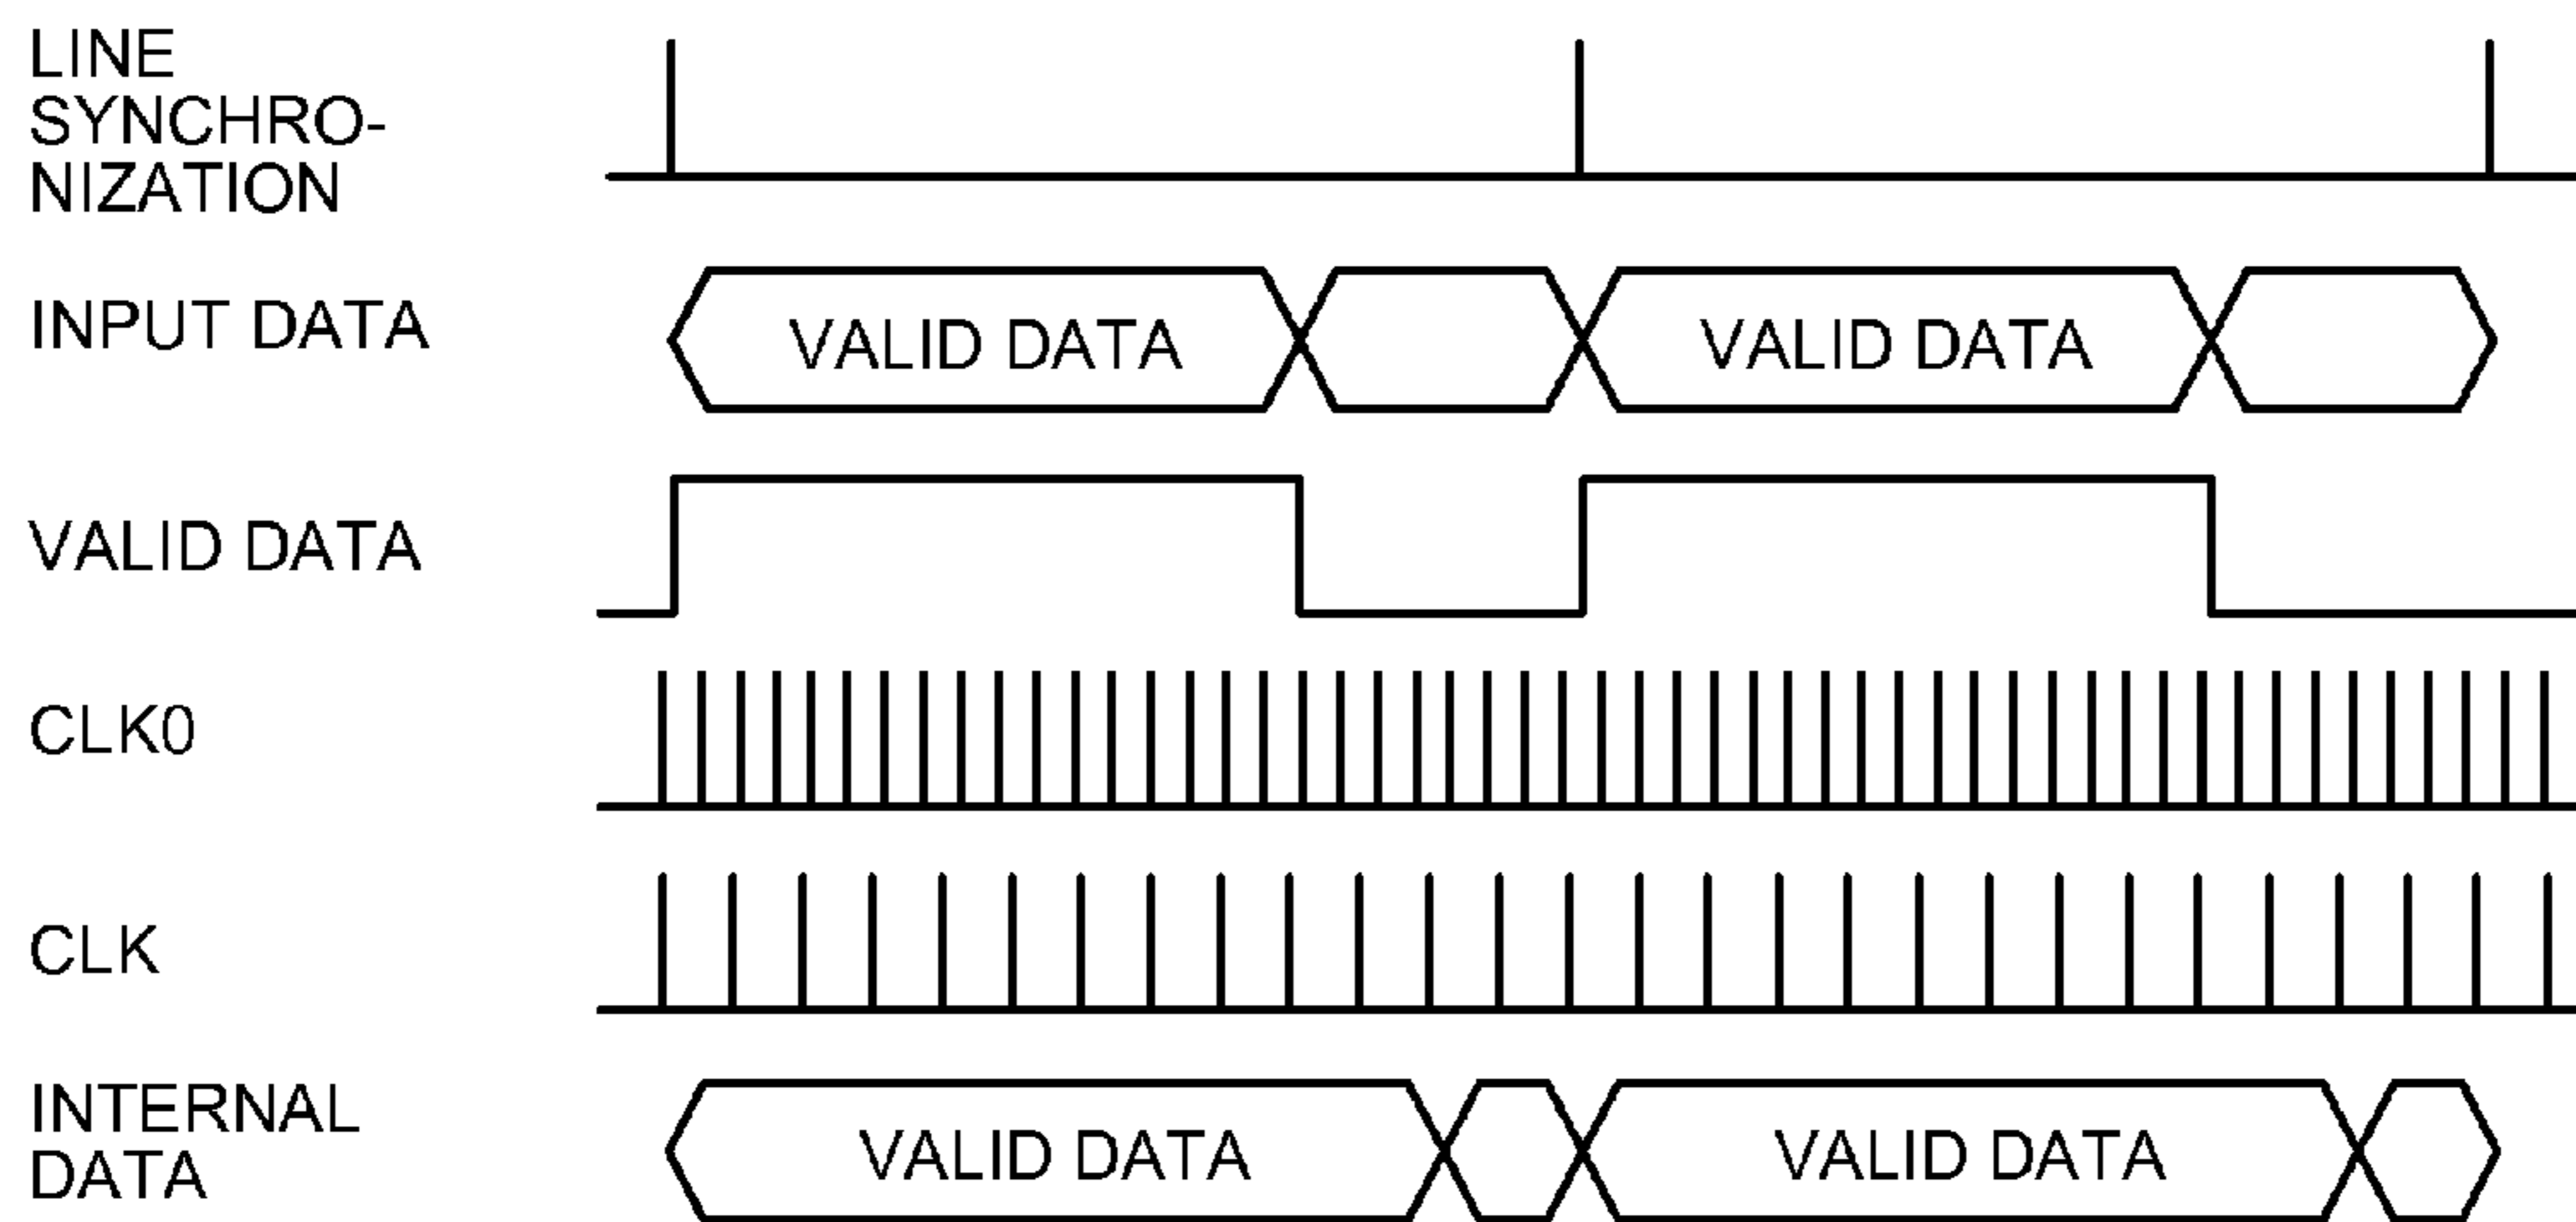 LINE
SYNCHRO-
NIZATION
INPUT DATA
VALID DATA
VALID DATA
VALID DATA
CLK0
CLK
INTERNAL
DATA
VALID DATA
VALID DATA